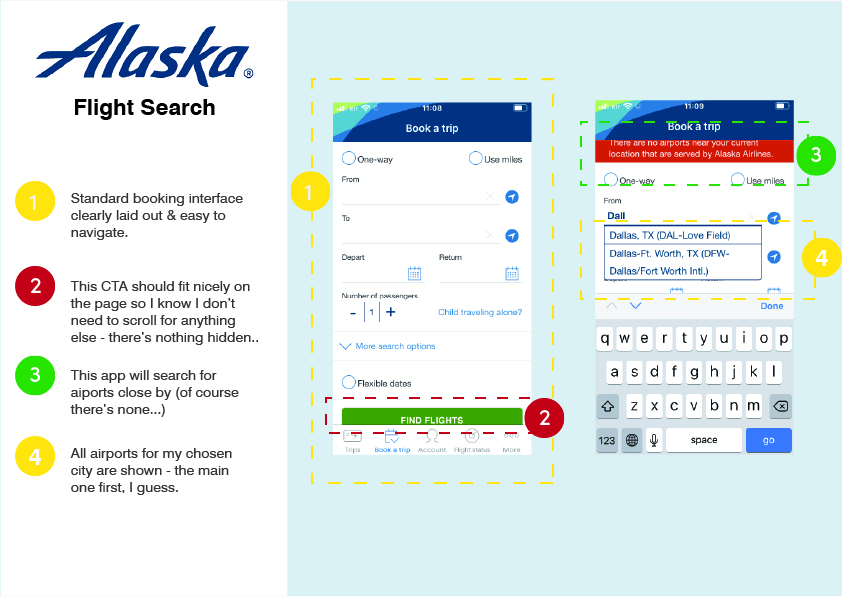 Alaska®
Flight Search
1
Standard booking interface
clearly laid out & easy to
navigate.
2
This CTA should fit nicely on
the page so I know I don't
need to scroll for anything
else - there's nothing hidden..
3
This app will search for
aiports close by (of course
there's none...)
4
All airports for my chosen
city are shown - the main
one first, I guess.
1
eir
11:08
Book a trip
One-way
Use miles
From
To
Depart
Return
Number of passengers
- 1 +
Child traveling alone?
More search options
Flexible dates
FIND FLIGHTS
2
Trips
Book a trip
Account
Flight status
More
eir
11:09
Book a trip
There are no airports near your current
location that are served by Alaska Airlines.
3
One-way
Use miles
From
Dall
Dallas, TX (DAL-Love Field)
Dallas-Ft. Worth, TX (DFW-
Dallas/Fort Worth Intl.)
4
Done
q w e r t y u i o p
a s d f g h j k l
z x c v b n m
123
space
go